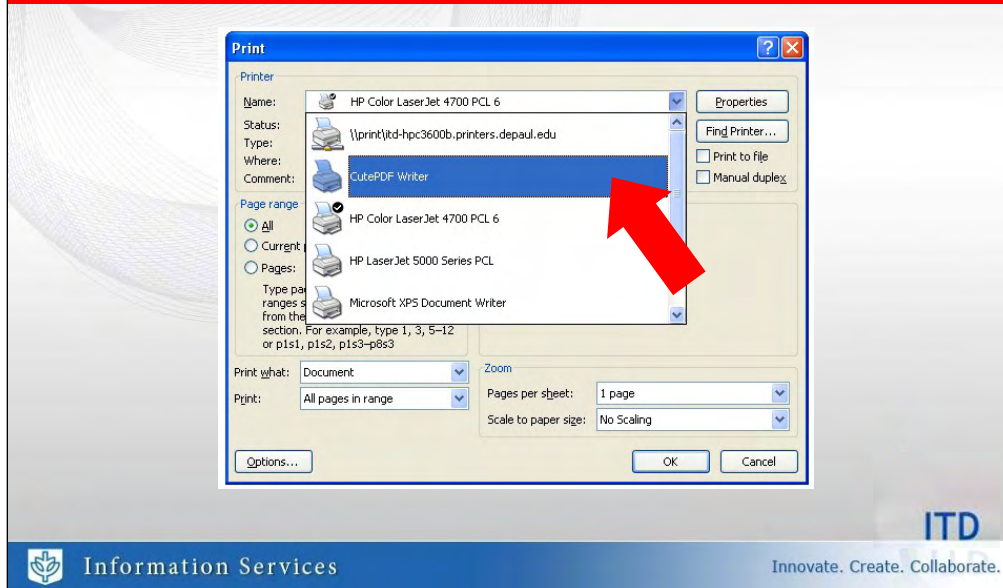 Print
Printer
Name: HP Color LaserJet 4700 PCL 6 Properties
Status: \\print\itd-hpc3600b.printers.depaul.edu Find Printer...
Type:
Where: Print to file
Comment: CutePDF Writer Manual duplex
Page range
All HP Color LaserJet 4700 PCL 6
Current
Pages: HP LaserJet 5000 Series PCL
Type
ranges Microsoft XPS Document Writer
from the
section. For example, type 1, 3, 5–12
or p1s1, p1s2, p1s3–p8s3
Print what: Document Zoom
Pages per sheet: 1 page
Print: All pages in range
Scale to paper size: No Scaling
Options... OK Cancel
ITD
Information Services Innovate. Create. Collaborate.